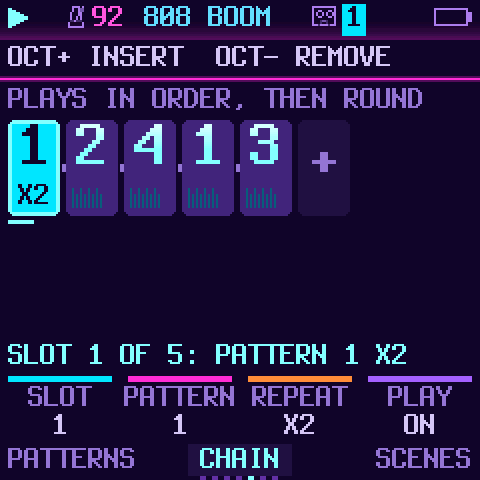 92 808 BOOM 1
OCT+ INSERT OCT- REMOVE
PLAYS IN ORDER, THEN ROUND
1 2 4 1 3 +
X2
SLOT 1 OF 5: PATTERN 1 X2
SLOT PATTERN REPEAT PLAY
1 1 X2 ON
PATTERNS CHAIN SCENES